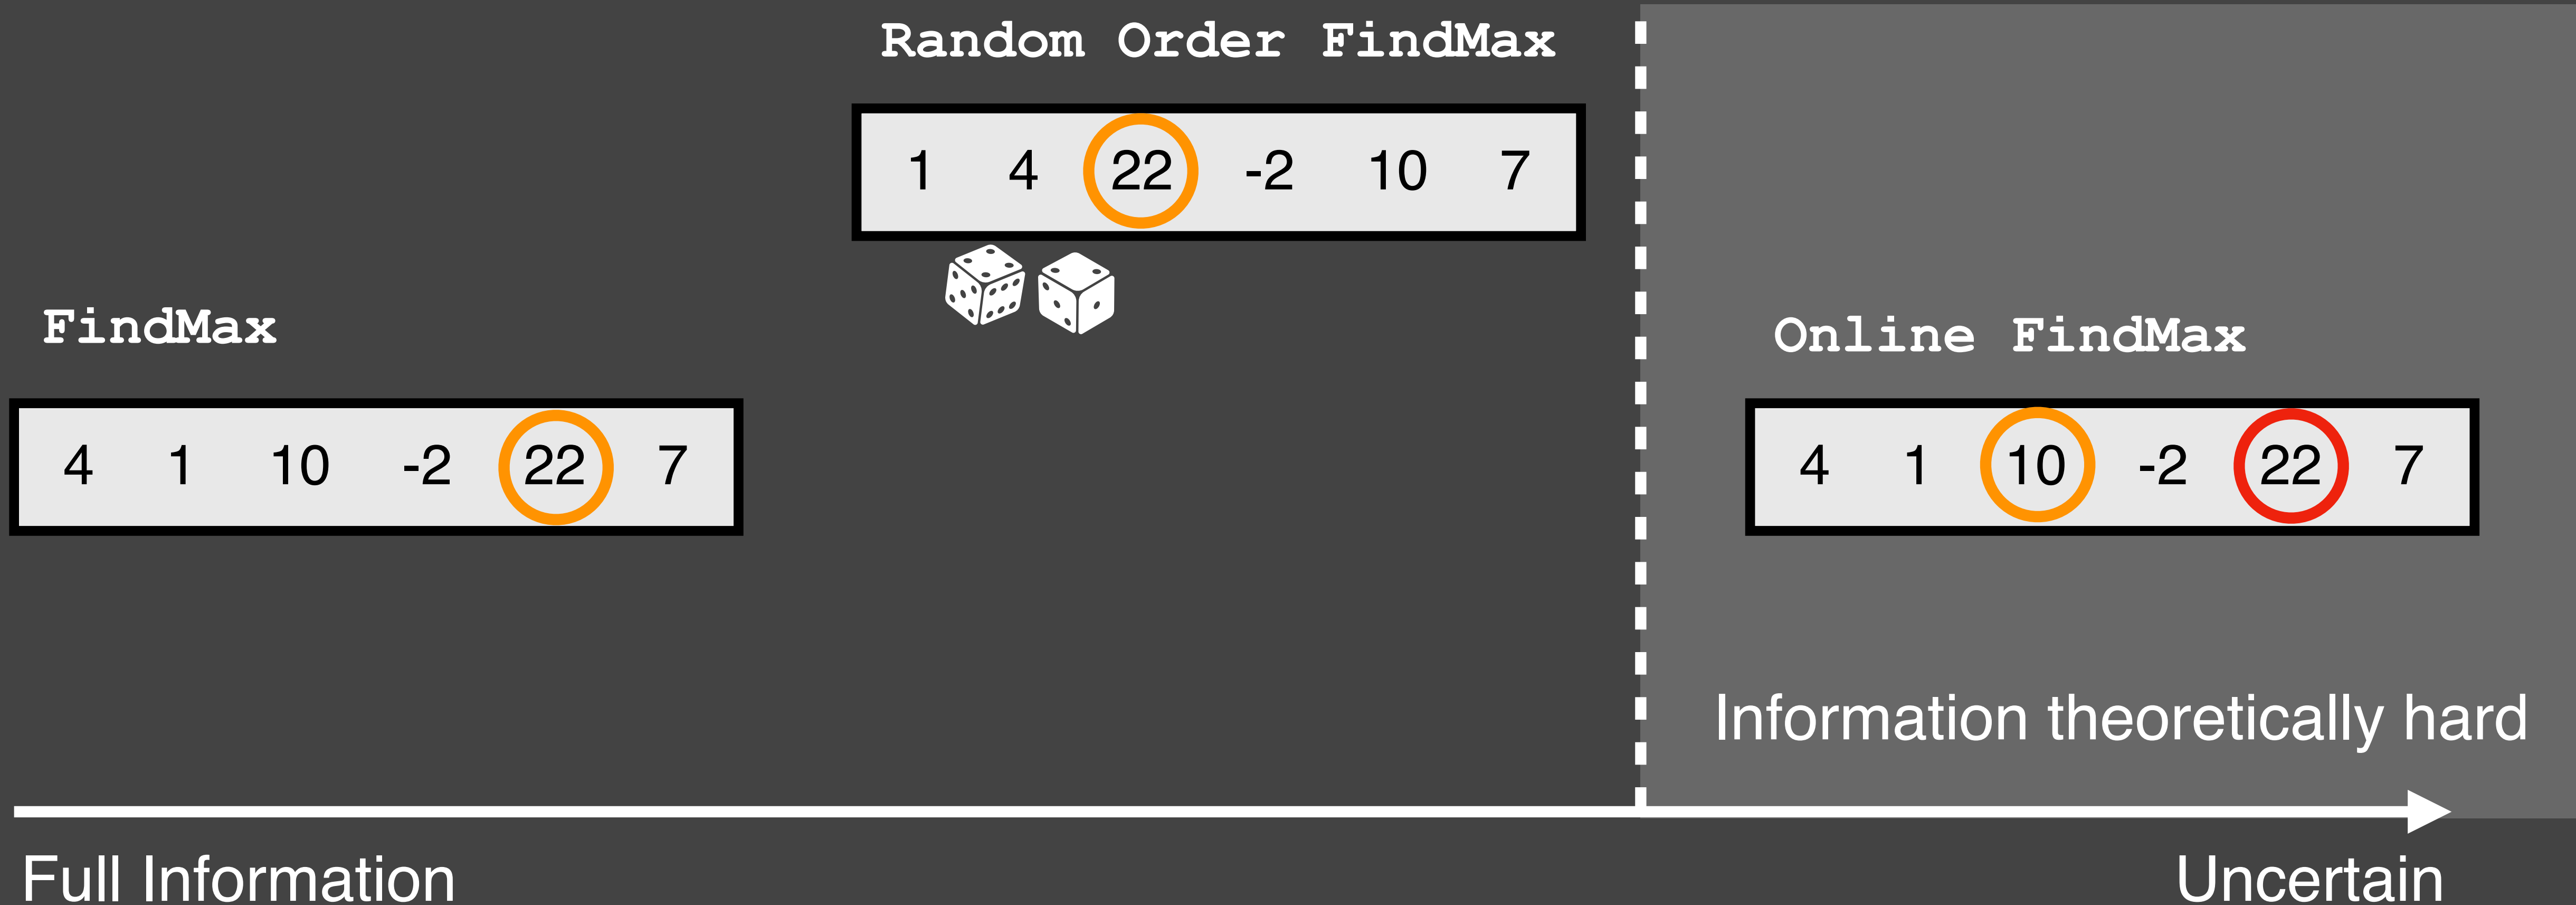 Random Order FindMax
1 4 22 -2 10 7
FindMax
4 1 10 -2 22 7
Online FindMax
4 1 10 -2 22 7
Information theoretically hard
Full Information
Uncertain